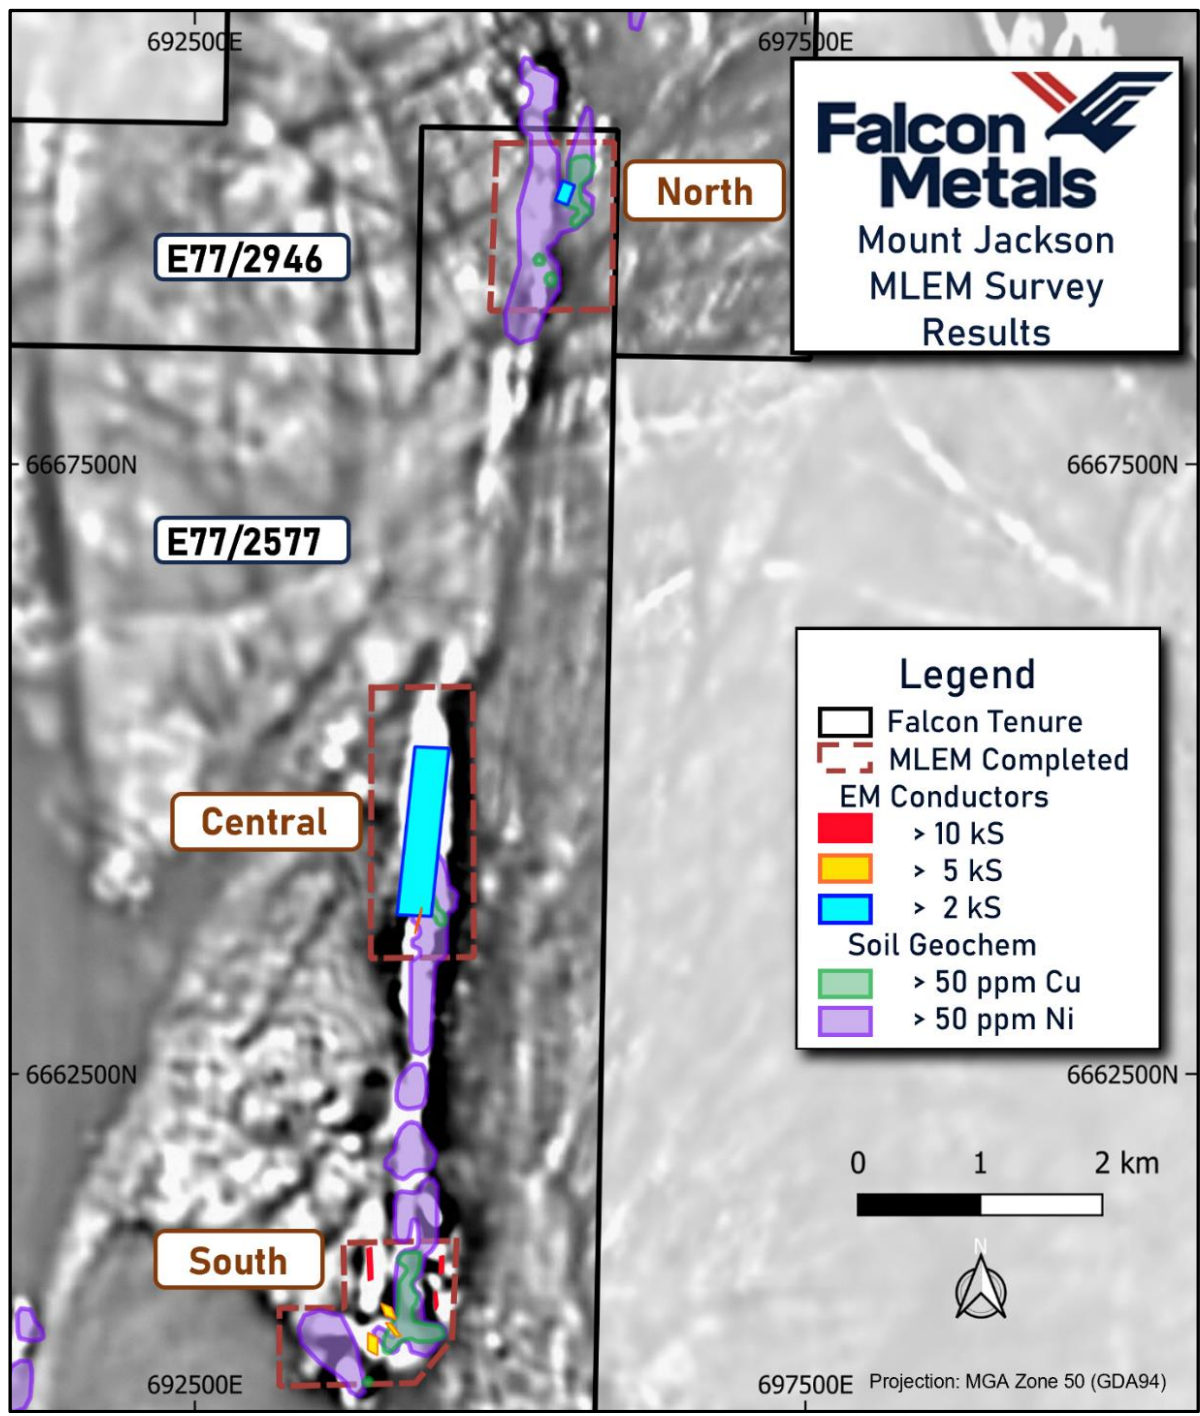 692500E
697500E
Falcon
Metals
Mount Jackson
MLEM Survey
Results
North
E77/2946
6667500N
6667500N
E77/2577
Legend
Falcon Tenure
MLEM Completed
EM Conductors
> 10 kS
> 5 kS
> 2 kS
Soil Geochem
> 50 ppm Cu
> 50 ppm Ni
Central
6662500N
6662500N
0 1 2 km
South
N
692500E
697500E
Projection: MGA Zone 50 (GDA94)